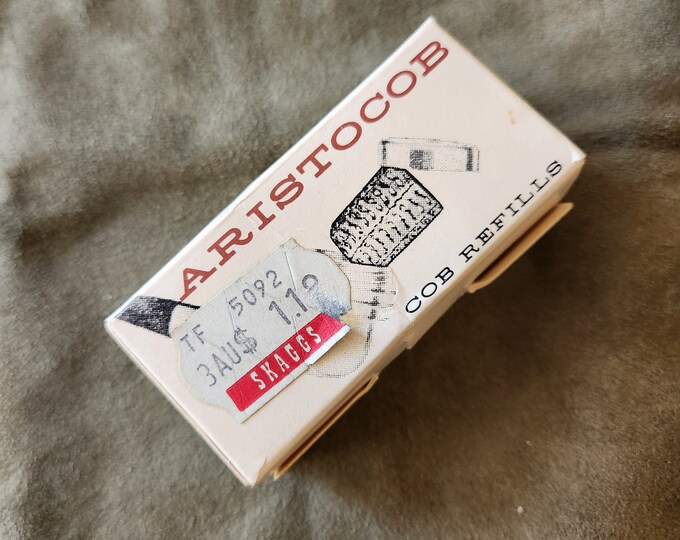 ARISTOCOB
COB REFILLS
TF 5092
3AU$ 1.19
SKAGGS